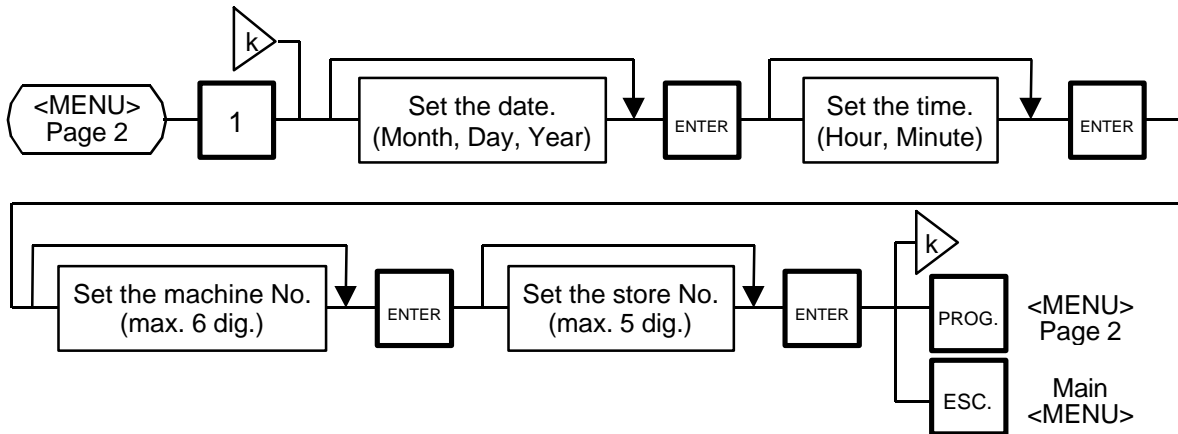 k
<MENU>
Page 2
1
Set the date.
(Month, Day, Year)
ENTER
Set the time.
(Hour, Minute)
ENTER
Set the machine No.
(max. 6 dig.)
ENTER
Set the store No.
(max. 5 dig.)
ENTER
k
PROG.
<MENU>
Page 2
ESC.
Main
<MENU>